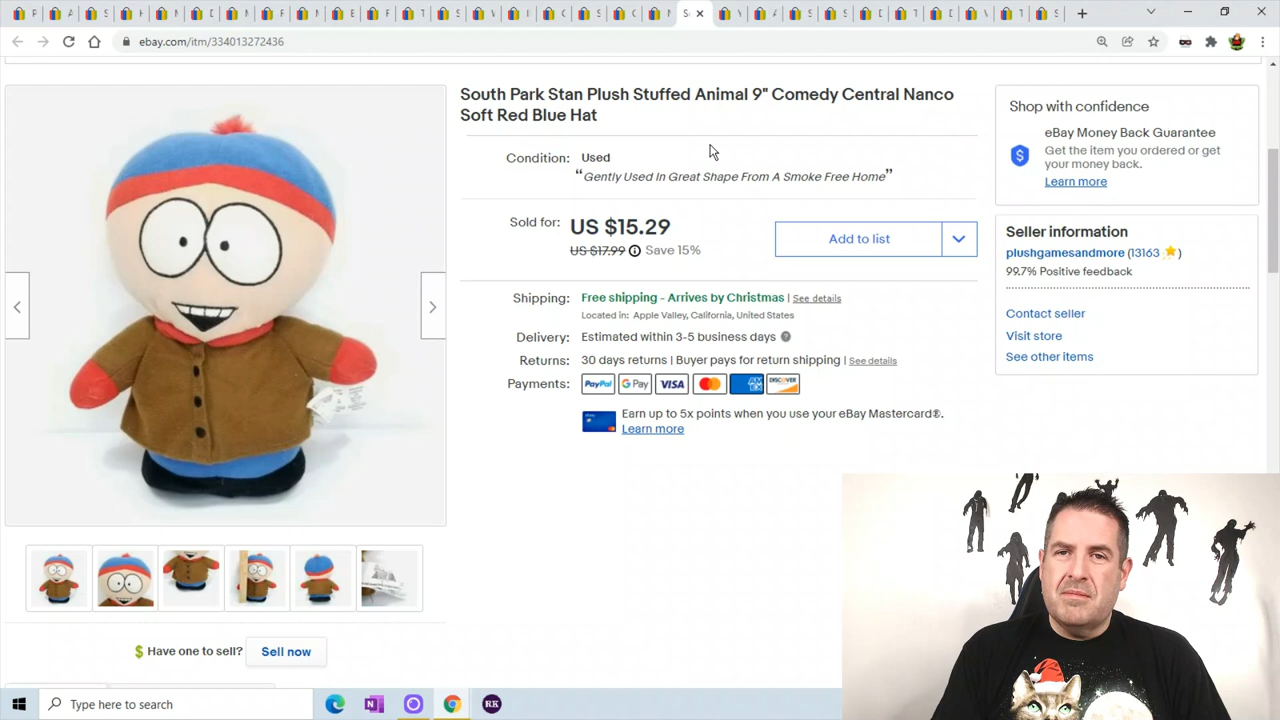 ebay.com/itm/334013272436
South Park Stan Plush Stuffed Animal 9" Comedy Central Nanco
Soft Red Blue Hat
Condition: Used
“Gently Used In Great Shape From A Smoke Free Home”
Sold for: US $15.29
US $17.99 Save 15%
Add to list
Shipping: Free shipping - Arrives by Christmas | See details
Located in: Apple Valley, California, United States
Delivery: Estimated within 3-5 business days
Returns: 30 days returns | Buyer pays for return shipping | See details
Payments: PayPal G Pay VISA AMEX DISCOVER
Earn up to 5x points when you use your eBay Mastercard®.
Learn more
Shop with confidence
eBay Money Back Guarantee
Get the item you ordered or get
your money back.
Learn more
Seller information
plushgamesandmore (13163 )
99.7% Positive feedback
Contact seller
Visit store
See other items
Have one to sell? Sell now
Type here to search
RK